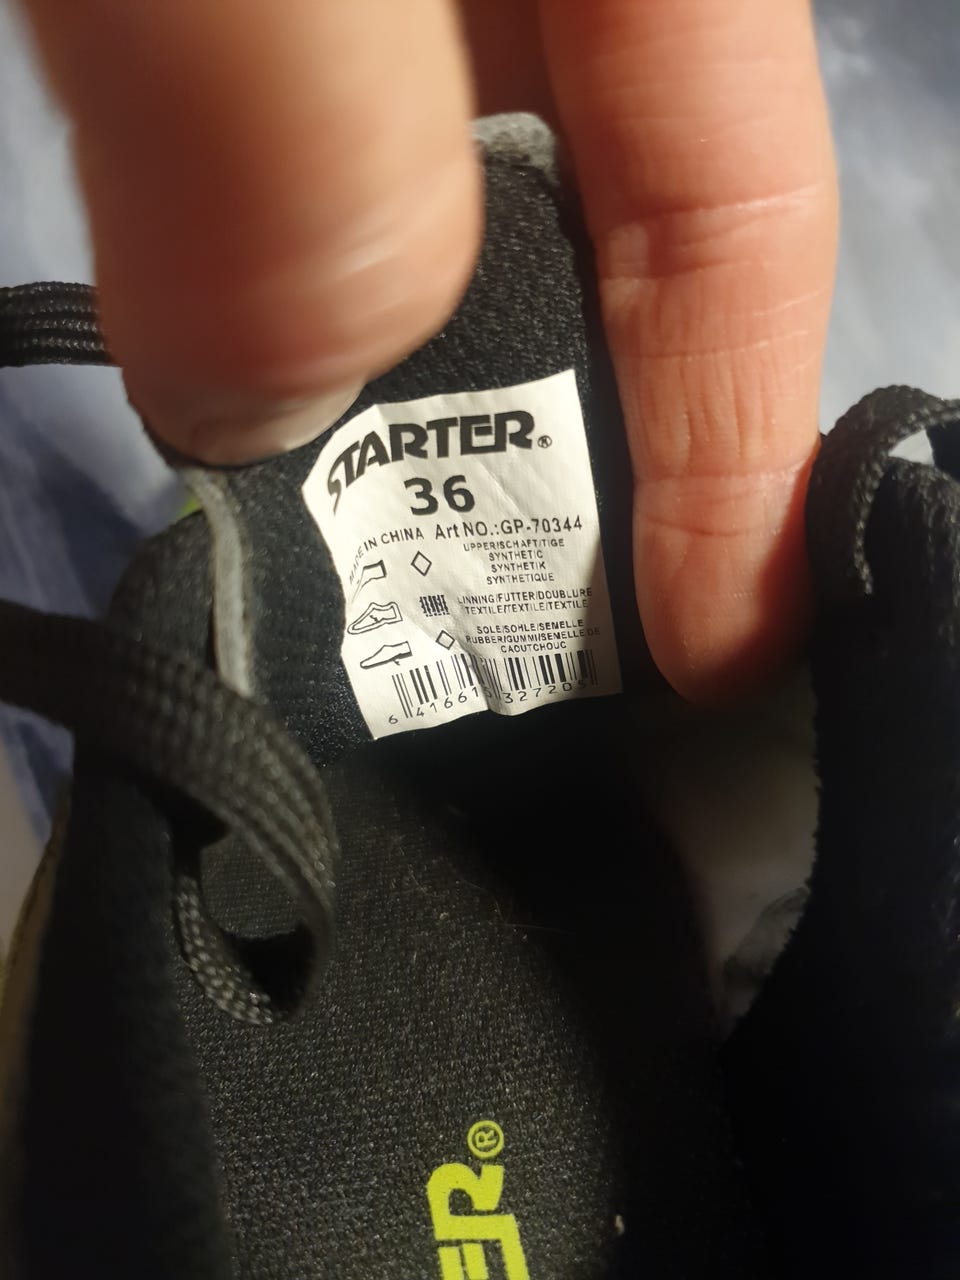 STARTER®
36
MADE IN CHINA Art NO.:GP-70344
UPPER/SCHAFT/TIGE
SYNTHETIC
SYNTHETIK
SYNTHETIQUE
LINNING/FUTTER/DOUBLURE
TEXTILE/TEXTILE/TEXTILE
SOLE/SOHLE/SEMELLE
RUBBER/GUMMI/SEMELLE DE
CAOUTCHOUC
ER®